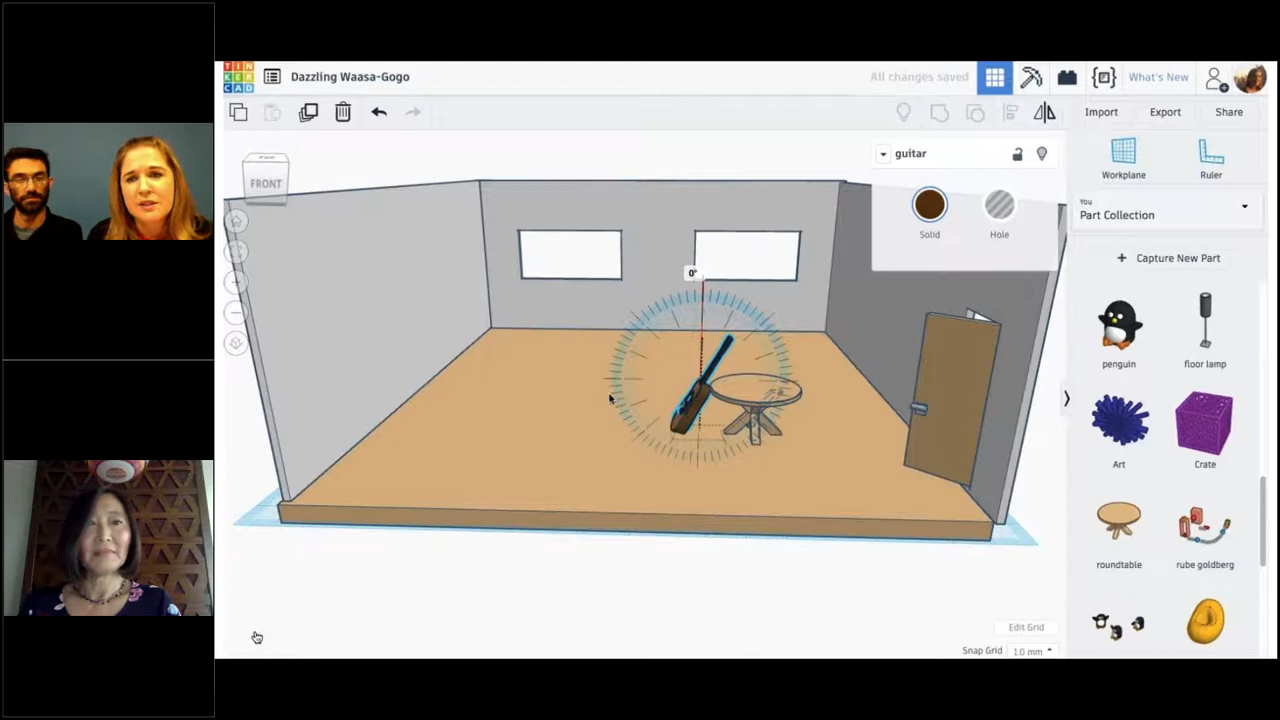 TIN
KER
CAD
Dazzling Waasa-Gogo
All changes saved
What's New
Import
Export
Share
guitar
Solid
Hole
FRONT
0°
Workplane
Ruler
You
Part Collection
+ Capture New Part
penguin
floor lamp
Art
Crate
roundtable
rube goldberg
Edit Grid
Snap Grid 1.0 mm